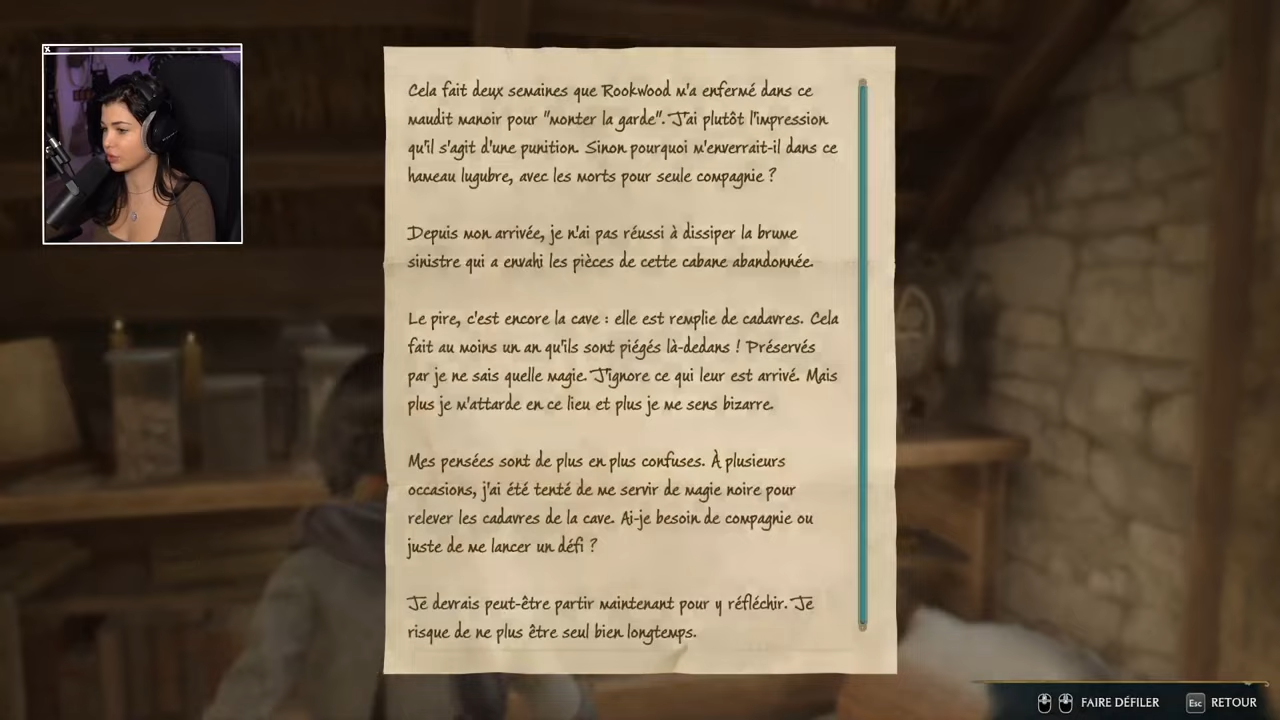 Cela fait deux semaines que Rookwood m'a enfermé dans ce
maudit manoir pour "monter la garde". J'ai plutôt l'impression
qu'il s'agit d'une punition. Sinon pourquoi m'enverrait-il dans ce
hameau lugubre, avec les morts pour seule compagnie ?
Depuis mon arrivée, je n'ai pas réussi à dissiper la brume
sinistre qui a envahi les pièces de cette cabane abandonnée.
Le pire, c'est encore la cave : elle est remplie de cadavres. Cela
fait au moins un an qu'ils sont piégés là-dedans ! Préservés
par je ne sais quelle magie. J'ignore ce qui leur est arrivé. Mais
plus je m'attarde en ce lieu et plus je me sens bizarre.
Mes pensées sont de plus en plus confuses. À plusieurs
occasions, j'ai été tenté de me servir de magie noire pour
relever les cadavres de la cave. Ai-je besoin de compagnie ou
juste de me lancer un défi ?
Je devrais peut-être partir maintenant pour y réfléchir. Je
risque de ne plus être seul bien longtemps.
FAIRE DÉFILER Esc RETOUR